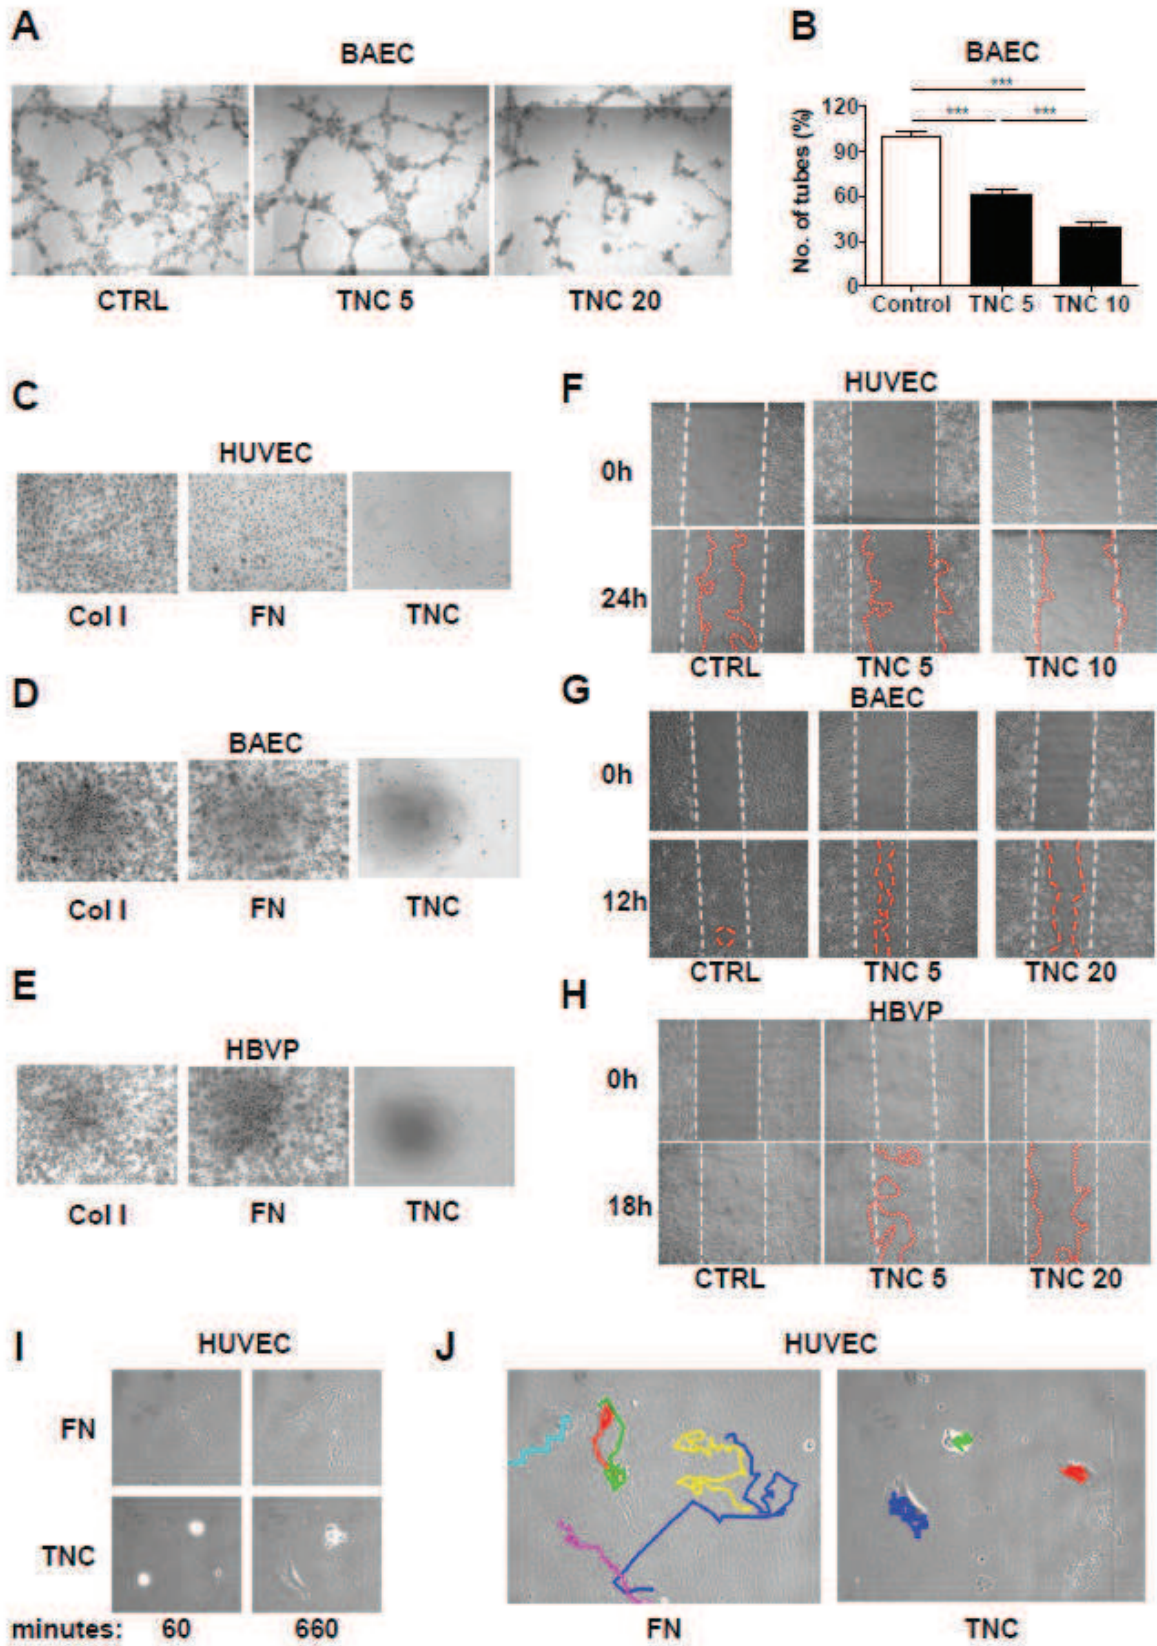 A
BAEC
CTRL TNC 5 TNC 20
B
BAEC
***
*** ***
No. of tubes (%)
120
90
60
30
0
Control TNC 5 TNC 10
C
HUVEC
Col I FN TNC
D
BAEC
Col I FN TNC
E
HBVP
Col I FN TNC
F
HUVEC
0h
24h
CTRL TNC 5 TNC 10
G
BAEC
0h
12h
CTRL TNC 5 TNC 20
H
HBVP
0h
18h
CTRL TNC 5 TNC 20
I
HUVEC
FN
TNC
minutes: 60 660
J
HUVEC
FN TNC